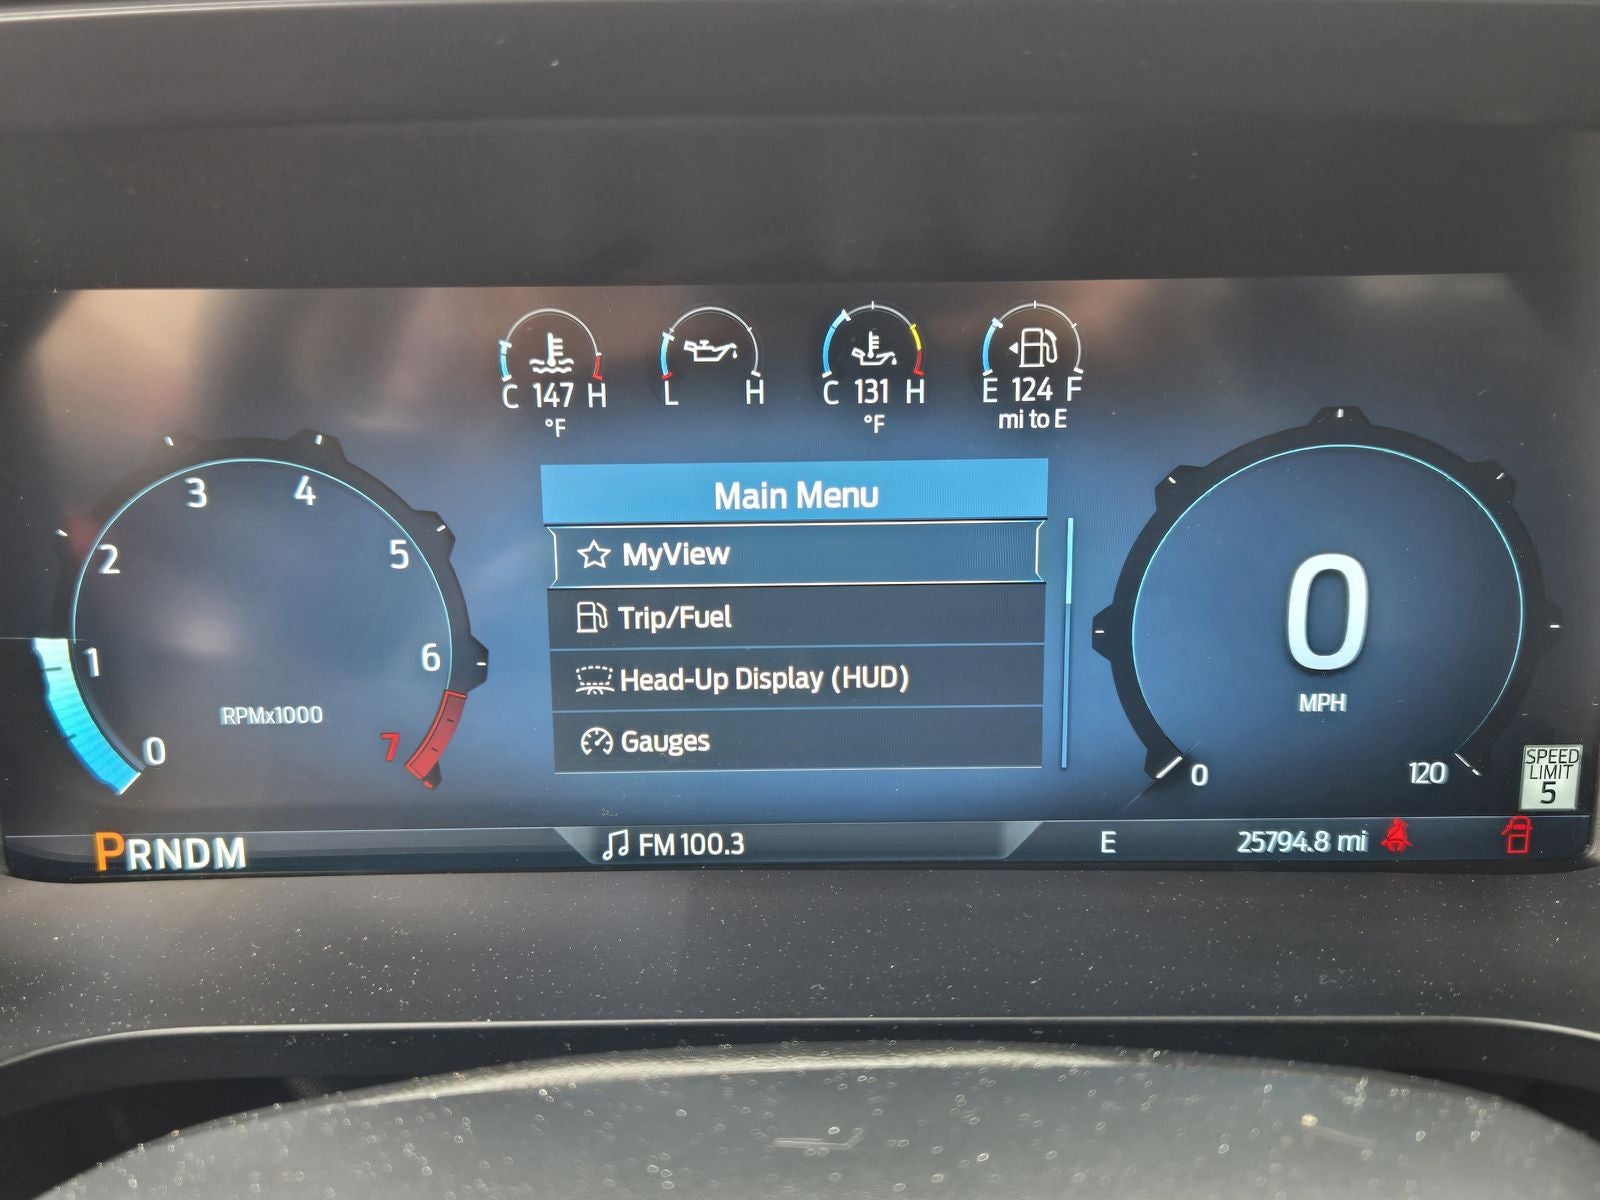 C 147 H
°F
L H
C 131 H
°F
E 124 F
mi to E
0
1
2
3
4
5
6
7
RPMx1000
Main Menu
MyView
Trip/Fuel
Head-Up Display (HUD)
Gauges
0
MPH
0
120
SPEED
LIMIT
5
PRNDM
FM 100.3
E
25794.8 mi